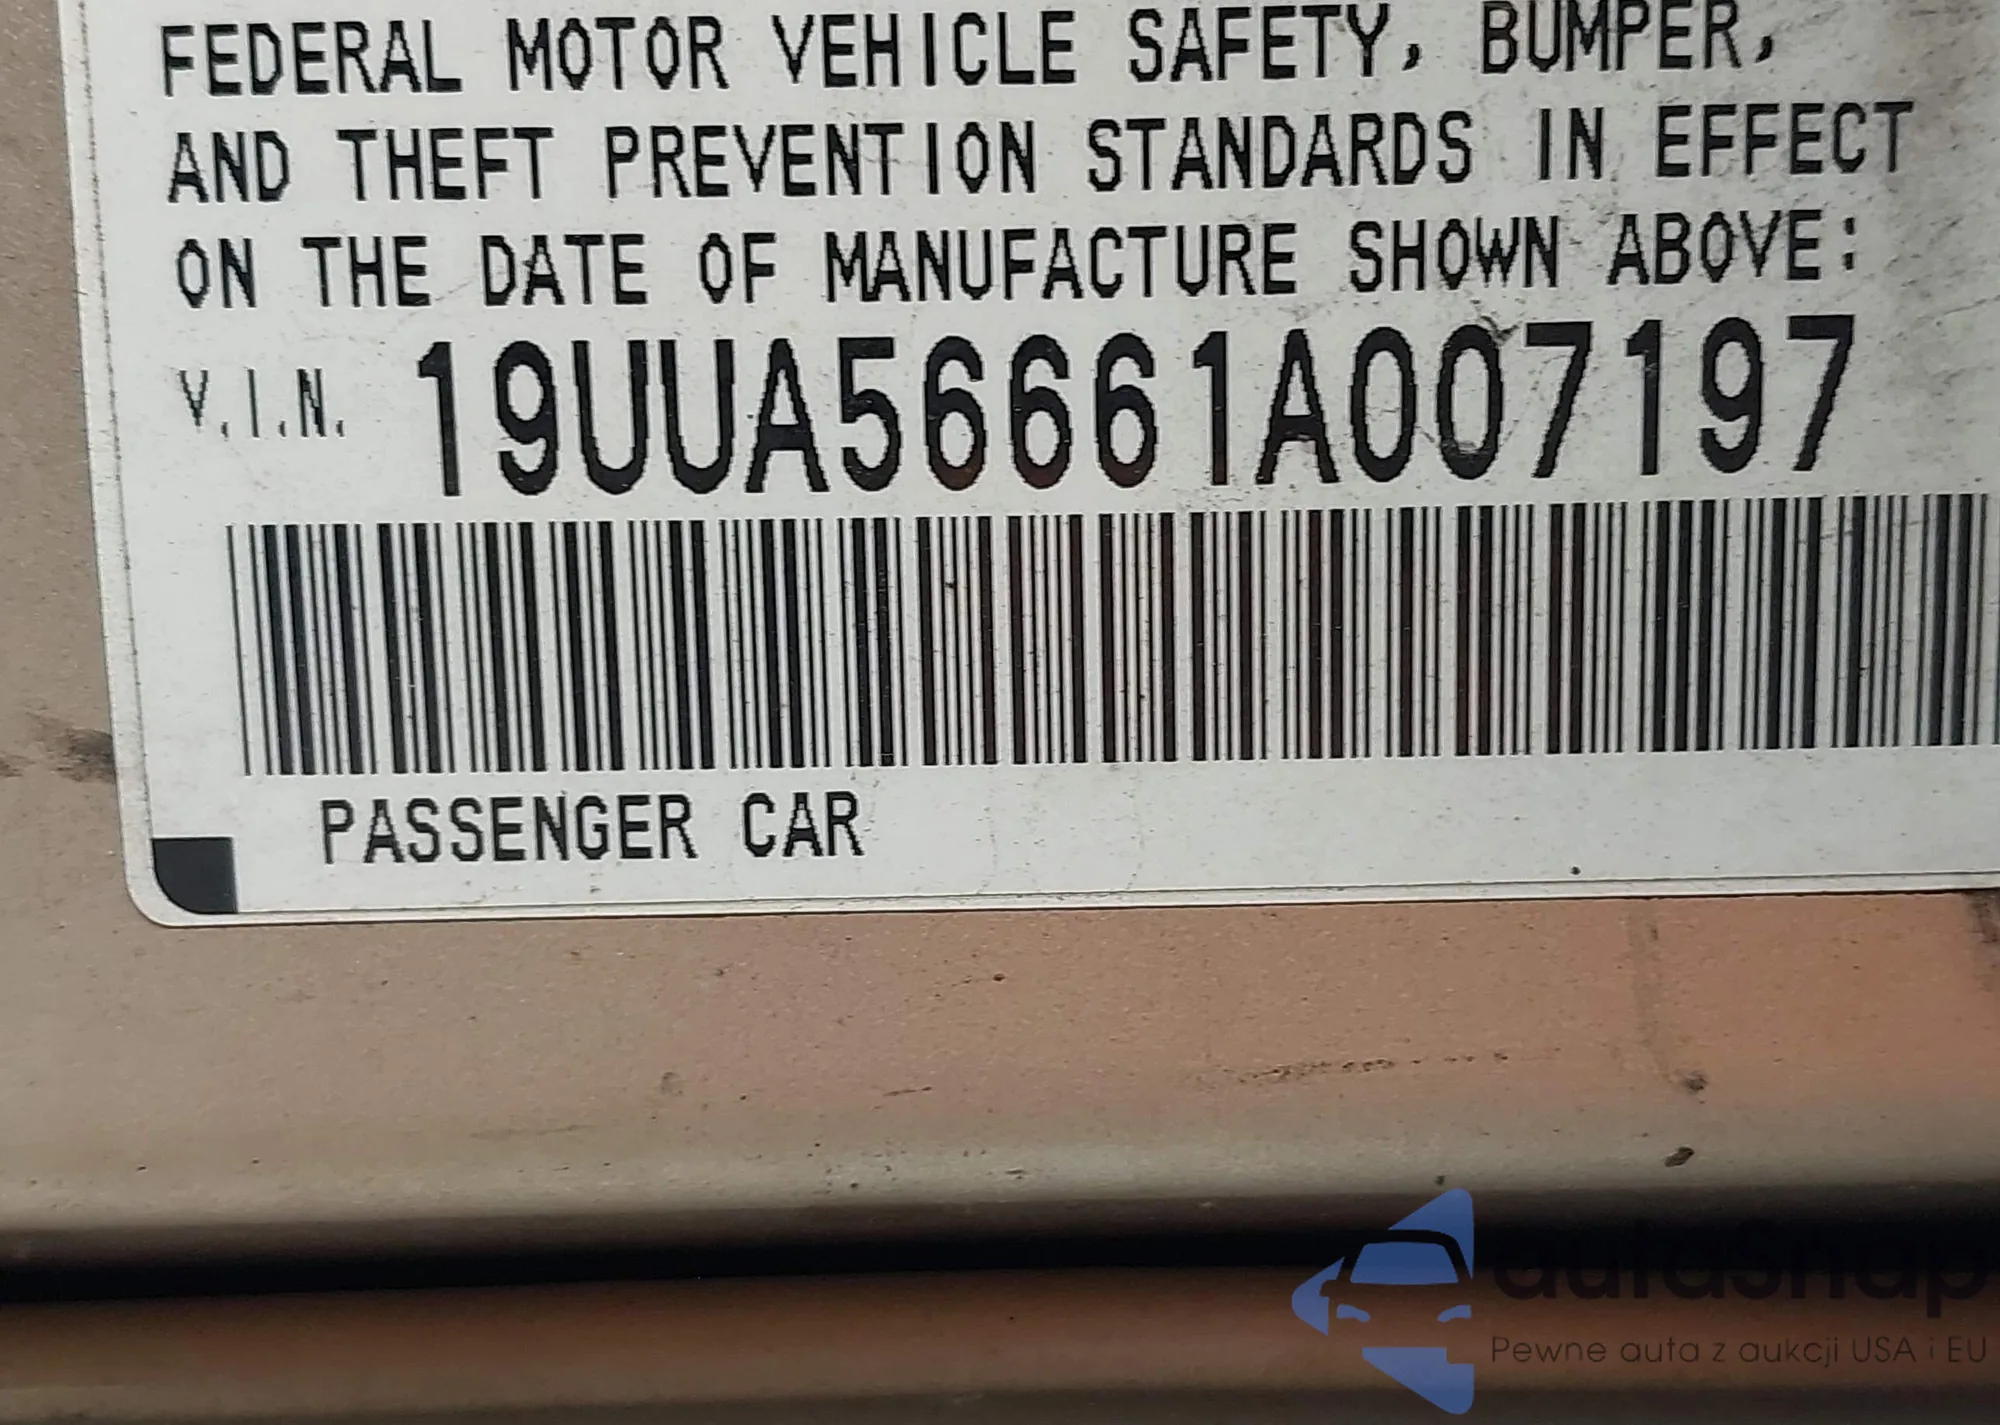 FEDERAL MOTOR VEHICLE SAFETY, BUMPER,
AND THEFT PREVENTION STANDARDS IN EFFECT
ON THE DATE OF MANUFACTURE SHOWN ABOVE:
V.I.N. 19UUA56661A007197
PASSENGER CAR
autashap
Pewne auta z aukcji USA i EU